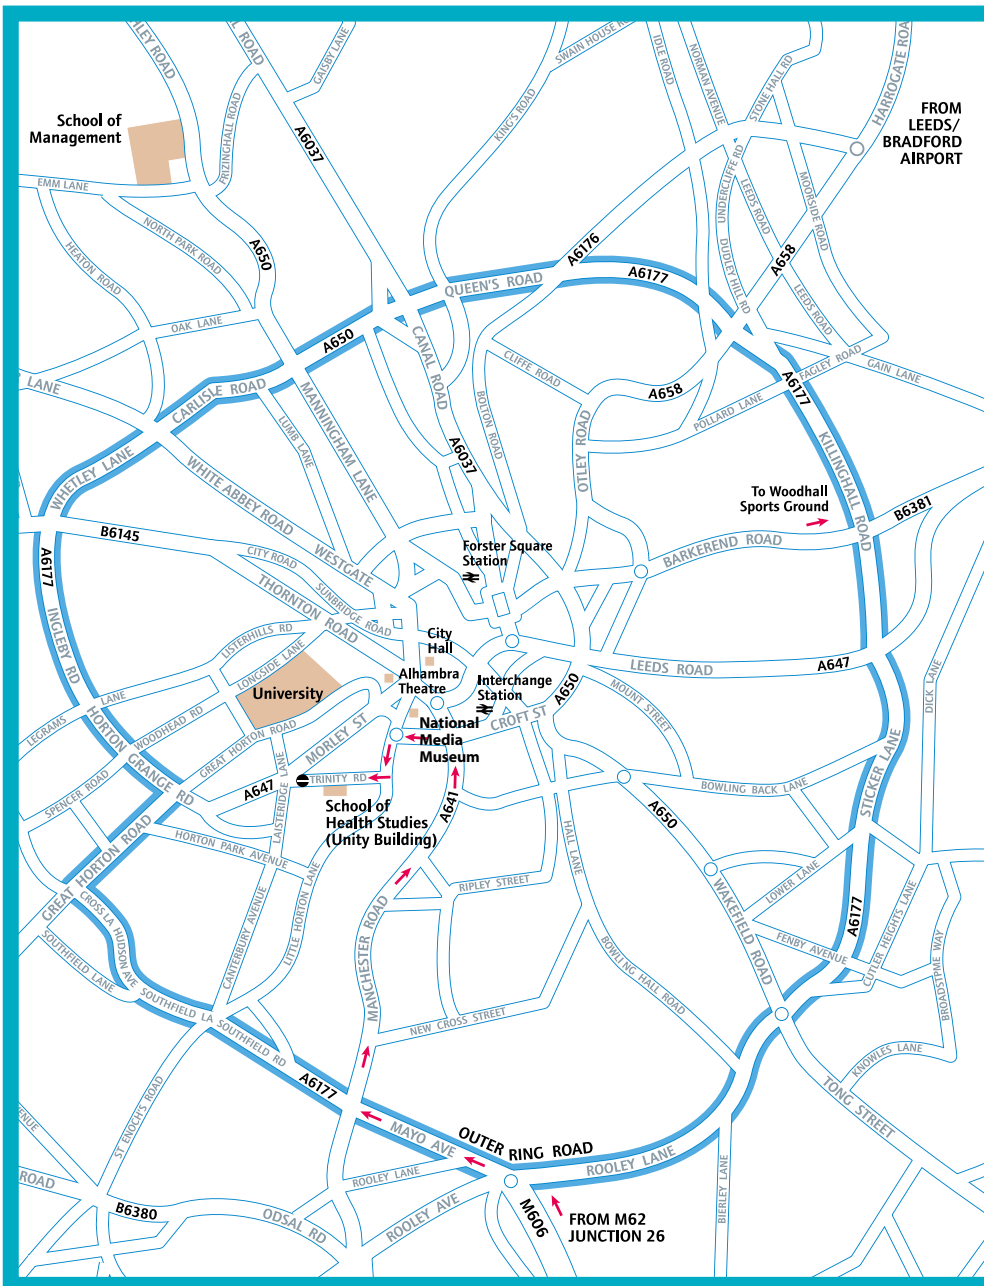 HLEY ROAD
L ROAD
GAISBY LANE
SWAIN HOUSE R
IDLE ROAD
NORMAN AVENUE
STONE HALL RD
HARROGATE ROA
FROM
LEEDS/
BRADFORD
AIRPORT
School of
Management
FRIZINGHALL ROAD
A6037
KING'S ROAD
UNDERCLIFFE RD
LEEDS ROAD
MOORSIDE ROAD
EMM LANE
NORTH PARK ROAD
HEATON ROAD
A650
A6176
A6177
QUEEN'S ROAD
DUDLEY HILL RD
A658
LEEDS ROAD
OAK LANE
A650
CANAL ROAD
CLIFFE ROAD
A658
FAGLEY ROAD
GAIN LANE
LANE
CARLISLE ROAD
MANNINGHAM LANE
LUMB LANE
BOLTON ROAD
OTLEY ROAD
POLLARD LANE
A6177
KILLINGHALL ROAD
WHETLEY LANE
WHITE ABBEY ROAD
A6037
To Woodhall
Sports Ground
B6381
B6145
WESTGATE
CITY ROAD
Forster Square
Station
BARKEREND ROAD
A6177
INGLEBY RD
THORNTON ROAD
SUNBRIDGE ROAD
LISTERHILLS RD
LONGSIDE LANE
City
Hall
Alhambra
Theatre
Interchange
Station
A650
LEEDS ROAD
A647
DICK LANE
University
LEGRAMS LANE
WOODHEAD RD
HORTON GRANGE RD
GREAT HORTON ROAD
MORLEY ST
National
Media
Museum
CROFT ST
MOUNT STREET
STICKER LANE
SPENCER ROAD
A647
TRINITY RD
LAISTERIDGE LANE
School of
Health Studies
(Unity Building)
A641
A650
BOWLING BACK LANE
GREAT HORTON ROAD
HORTON PARK AVENUE
HALL LANE
RIPLEY STREET
LITTLE HORTON LANE
CANTERBURY AVENUE
MANCHESTER ROAD
LOWER LANE
WAKEFIELD ROAD
A6177
CUTLER HEIGHTS LANE
FENBY AVENUE
BROADSTPME WAY
CROSS LA
HUDSON AVE
SOUTHFIELD LANE
SOUTHFIELD LA
SOUTHFIELD RD
BOWLING HALL ROAD
NEW CROSS STREET
KNOWLES LANE
TONG STREET
A6177
ST ENOCH'S ROAD
MAYO AVE
OUTER RING ROAD
ROOLEY LANE
ENUE
ROAD
ROOLEY LANE
BIERLEY LANE
B6380
ODSAL RD
ROOLEY AVE
M606
FROM M62
JUNCTION 26